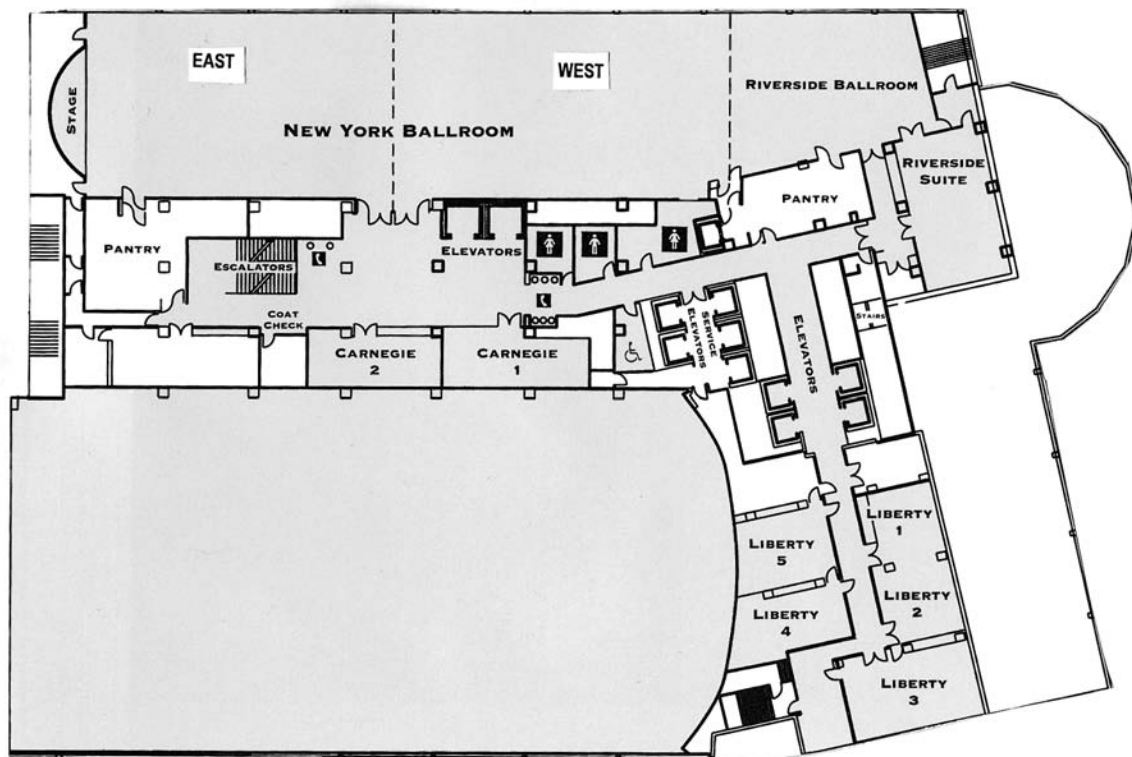 EAST
WEST
STAGE
RIVERSIDE BALLROOM
NEW YORK BALLROOM
RIVERSIDE
SUITE
PANTRY
PANTRY
ELEVATORS
ESCALATORS
COAT
CHECK
SERVICE
ELEVATORS
ELEVATORS
STAIRS
CARNEGIE
2
CARNEGIE
1
LIBERTY
1
LIBERTY
5
LIBERTY
2
LIBERTY
4
LIBERTY
3